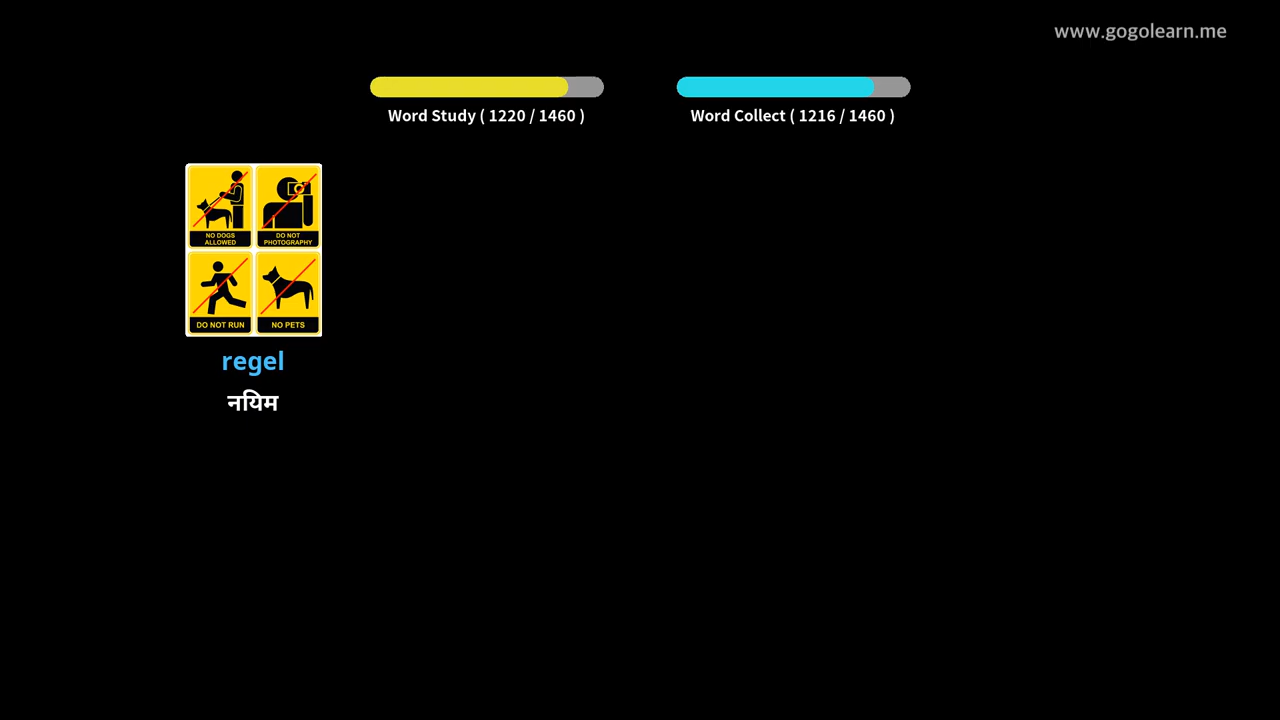 www.gogolearn.me
Word Study ( 1220 / 1460 )
Word Collect ( 1216 / 1460 )
NO DOGS
ALLOWED
DO NOT
PHOTOGRAPHY
DO NOT RUN
NO PETS
regel
नियम